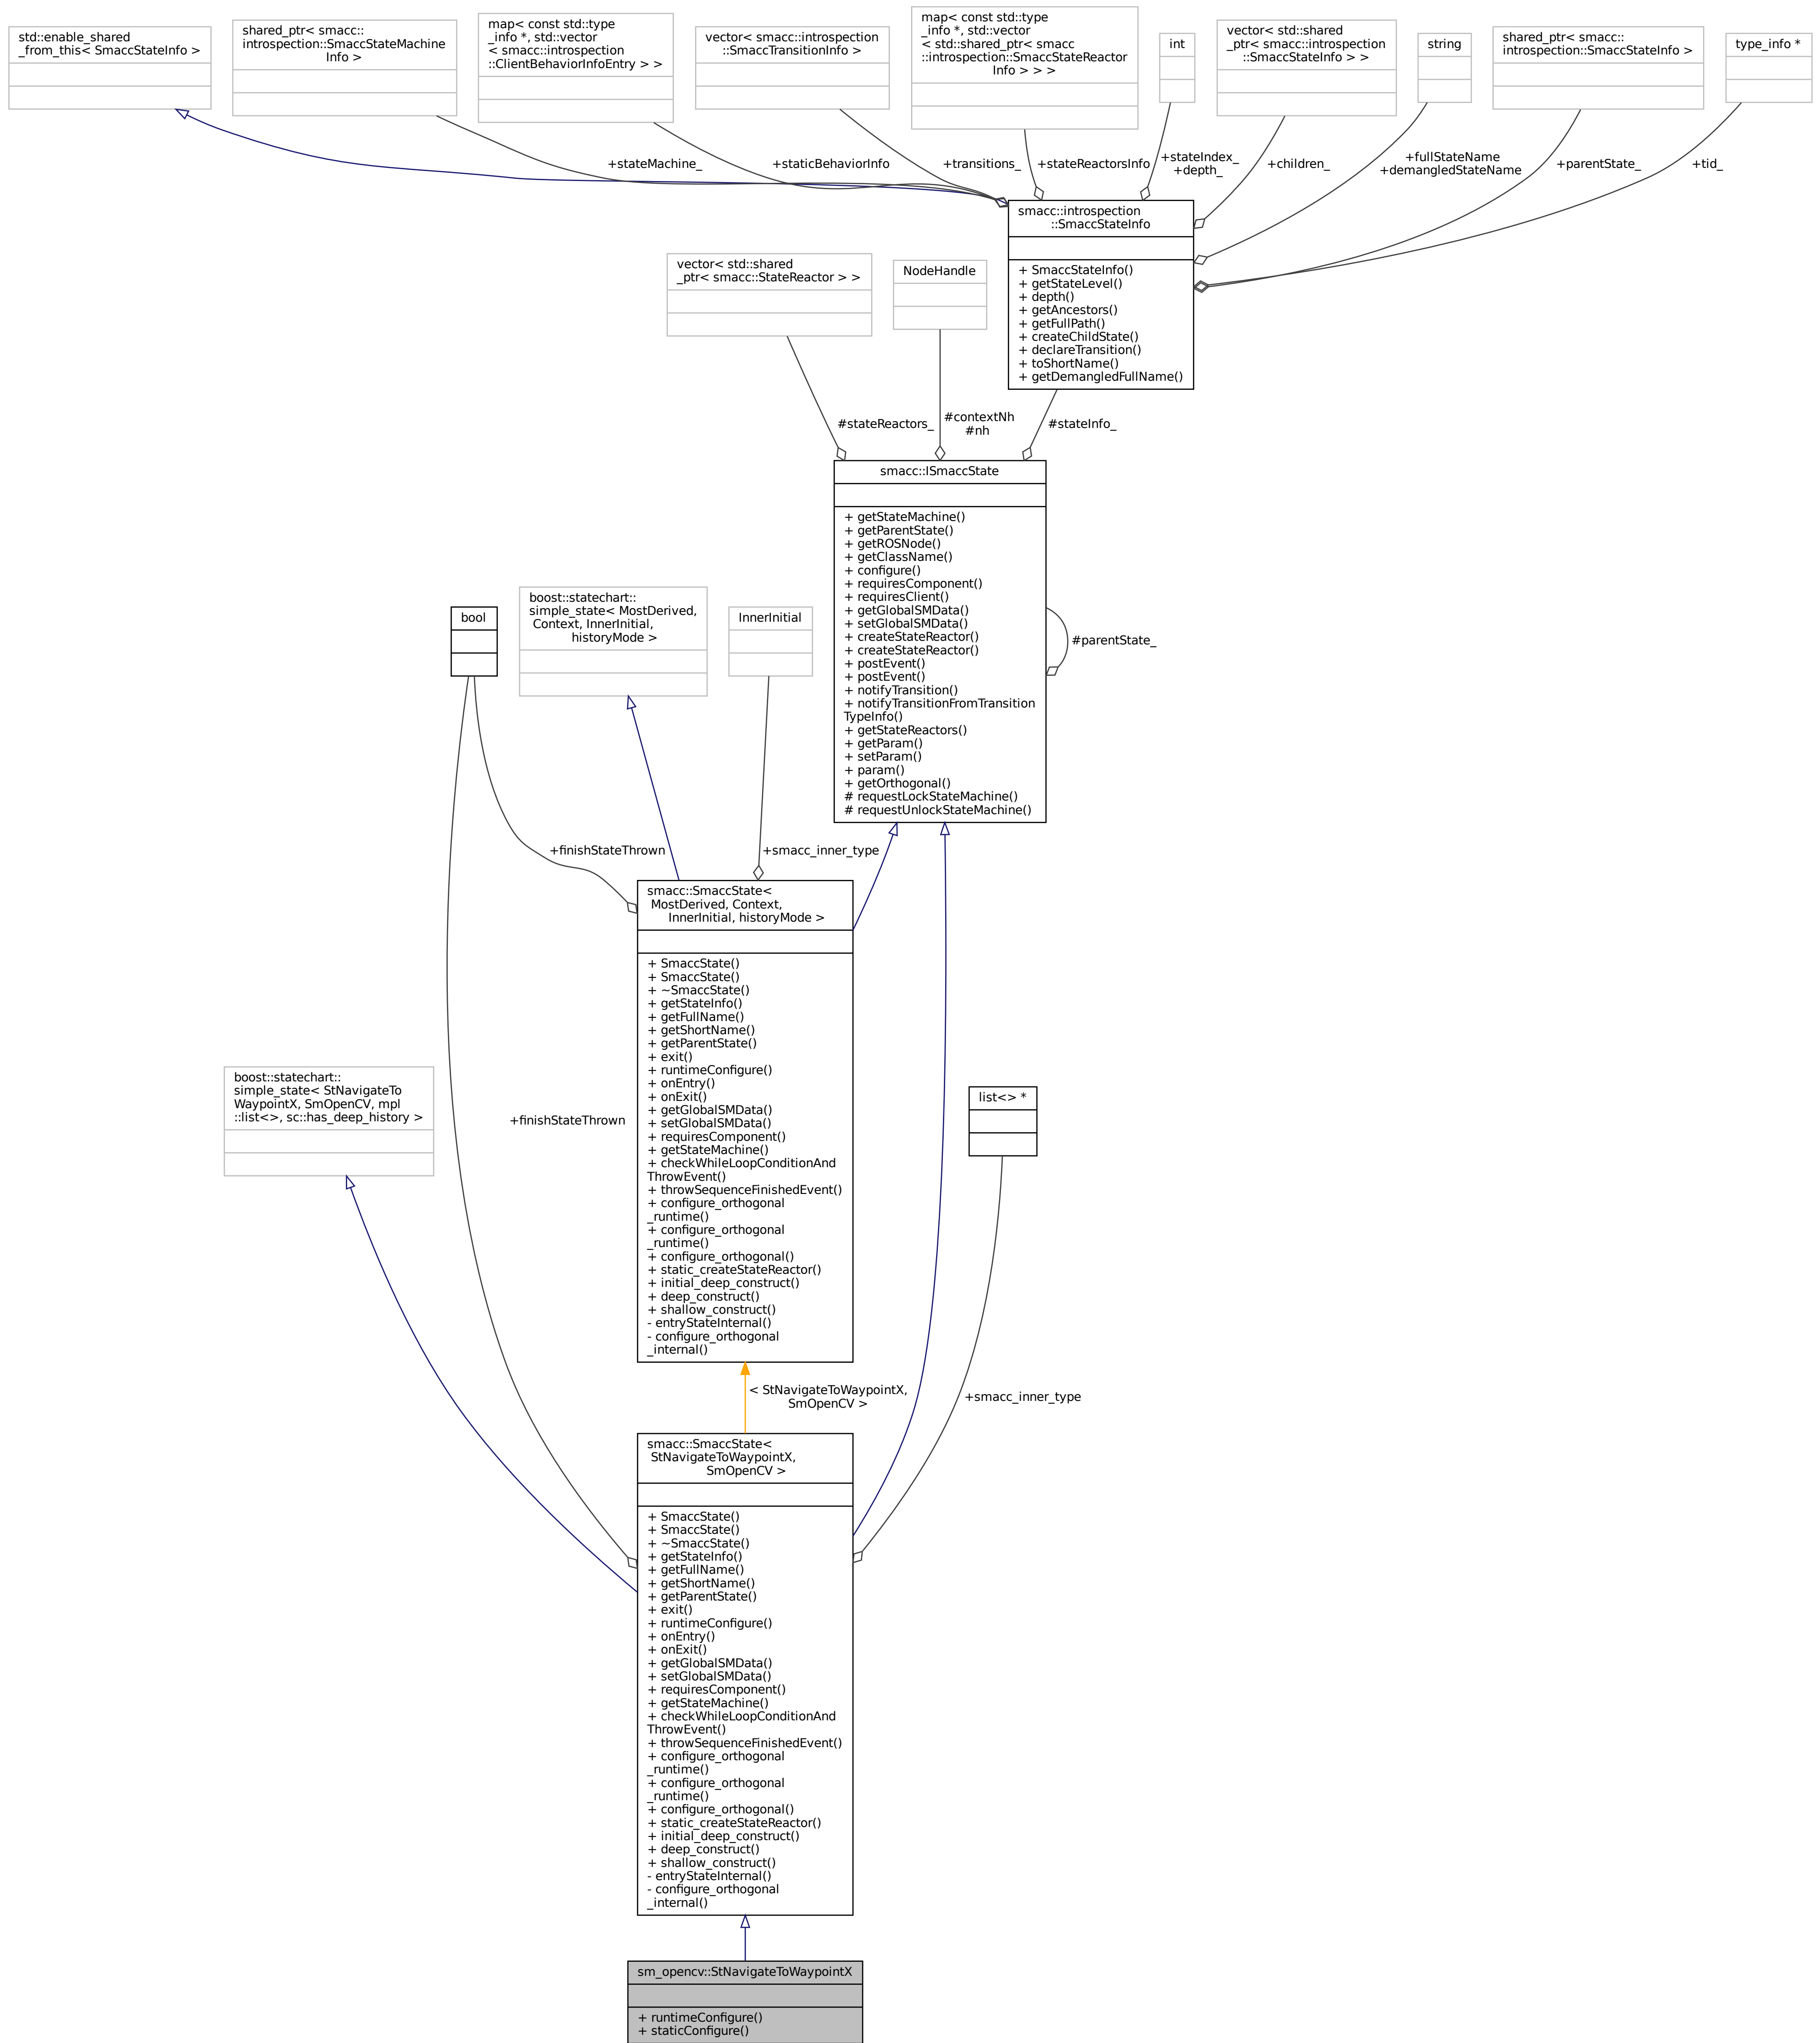 std::enable_shared
_from_this< SmaccStateInfo >
shared_ptr< smacc::
introspection::SmaccStateMachine
Info >
map< const std::type
_info *, std::vector
< smacc::introspection
::ClientBehaviorInfoEntry > >
vector< smacc::introspection
::SmaccTransitionInfo >
map< const std::type
_info *, std::vector
< std::shared_ptr< smacc
::introspection::SmaccStateReactor
Info > > >
int
vector< std::shared
_ptr< smacc::introspection
::SmaccStateInfo > >
string
shared_ptr< smacc::
introspection::SmaccStateInfo >
type_info *
+stateMachine_
+staticBehaviorInfo
+transitions_
+stateReactorsInfo
+stateIndex_
+depth_
+children_
+fullStateName
+demangledStateName
+parentState_
+tid_
smacc::introspection
::SmaccStateInfo
+ SmaccStateInfo()
+ getStateLevel()
+ depth()
+ getAncestors()
+ getFullPath()
+ createChildState()
+ declareTransition()
+ toShortName()
+ getDemangledFullName()
vector< std::shared
_ptr< smacc::StateReactor > >
NodeHandle
#stateReactors_
#contextNh
#nh
#stateInfo_
smacc::ISmaccState
+ getStateMachine()
+ getParentState()
+ getROSNode()
+ getClassName()
+ configure()
+ requiresComponent()
+ requiresClient()
+ getGlobalSMData()
+ setGlobalSMData()
+ createStateReactor()
+ createStateReactor()
+ postEvent()
+ postEvent()
+ notifyTransition()
+ notifyTransitionFromTransition
TypeInfo()
+ getStateReactors()
+ getParam()
+ setParam()
+ param()
+ getOrthogonal()
# requestLockStateMachine()
# requestUnlockStateMachine()
#parentState_
bool
boost::statechart::
simple_state< MostDerived,
Context, InnerInitial,
historyMode >
InnerInitial
+finishStateThrown
+smacc_inner_type
smacc::SmaccState<
MostDerived, Context,
InnerInitial, historyMode >
+ SmaccState()
+ SmaccState()
+ ~SmaccState()
+ getStateInfo()
+ getFullName()
+ getShortName()
+ getParentState()
+ exit()
+ runtimeConfigure()
+ onEntry()
+ onExit()
+ getGlobalSMData()
+ setGlobalSMData()
+ requiresComponent()
+ getStateMachine()
+ checkWhileLoopConditionAnd
ThrowEvent()
+ throwSequenceFinishedEvent()
+ configure_orthogonal
_runtime()
+ configure_orthogonal
_runtime()
+ configure_orthogonal()
+ static_createStateReactor()
+ initial_deep_construct()
+ deep_construct()
+ shallow_construct()
- entryStateInternal()
- configure_orthogonal
_internal()
boost::statechart::
simple_state< StNavigateTo
WaypointX, SmOpenCV, mpl
::list<>, sc::has_deep_history >
+finishStateThrown
list<> *
< StNavigateToWaypointX,
SmOpenCV >
+smacc_inner_type
smacc::SmaccState<
StNavigateToWaypointX,
SmOpenCV >
+ SmaccState()
+ SmaccState()
+ ~SmaccState()
+ getStateInfo()
+ getFullName()
+ getShortName()
+ getParentState()
+ exit()
+ runtimeConfigure()
+ onEntry()
+ onExit()
+ getGlobalSMData()
+ setGlobalSMData()
+ requiresComponent()
+ getStateMachine()
+ checkWhileLoopConditionAnd
ThrowEvent()
+ throwSequenceFinishedEvent()
+ configure_orthogonal
_runtime()
+ configure_orthogonal
_runtime()
+ configure_orthogonal()
+ static_createStateReactor()
+ initial_deep_construct()
+ deep_construct()
+ shallow_construct()
- entryStateInternal()
- configure_orthogonal
_internal()
sm_opencv::StNavigateToWaypointX
+ runtimeConfigure()
+ staticConfigure()